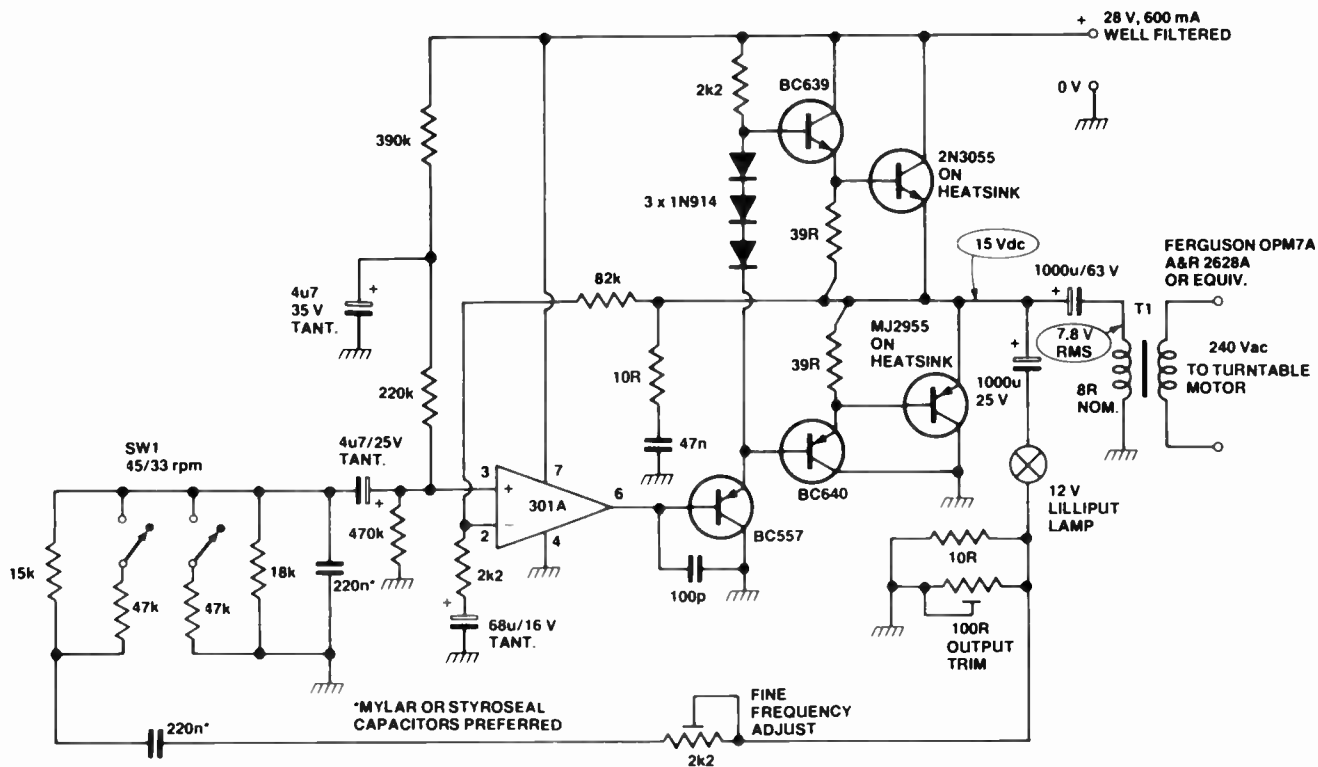 + 28 V, 600 mA
WELL FILTERED
0 V
2k2
BC639
390k
2N3055
ON
HEATSINK
3 x 1N914
39R
15 Vdc
1000u/63 V
+
FERGUSON OPM7A
A&R 2628A
OR EQUIV.
4u7
35 V
TANT.
+
82k
T1
MJ2955
ON
HEATSINK
7.8 V
RMS
240 Vac
TO TURNTABLE
MOTOR
10R
39R
+
1000u
25 V
8R
NOM.
220k
SW1
45/33 rpm
4u7/25V
TANT.
+
47n
3
7
+
301A
6
−
2
4
BC640
12 V
LILLIPUT
LAMP
BC557
15k
47k
47k
18k
220n*
470k
2k2
100p
10R
+
68u/16 V
TANT.
100R
OUTPUT
TRIM
*MYLAR OR STYROSEAL
CAPACITORS PREFERRED
FINE
FREQUENCY
ADJUST
220n*
2k2